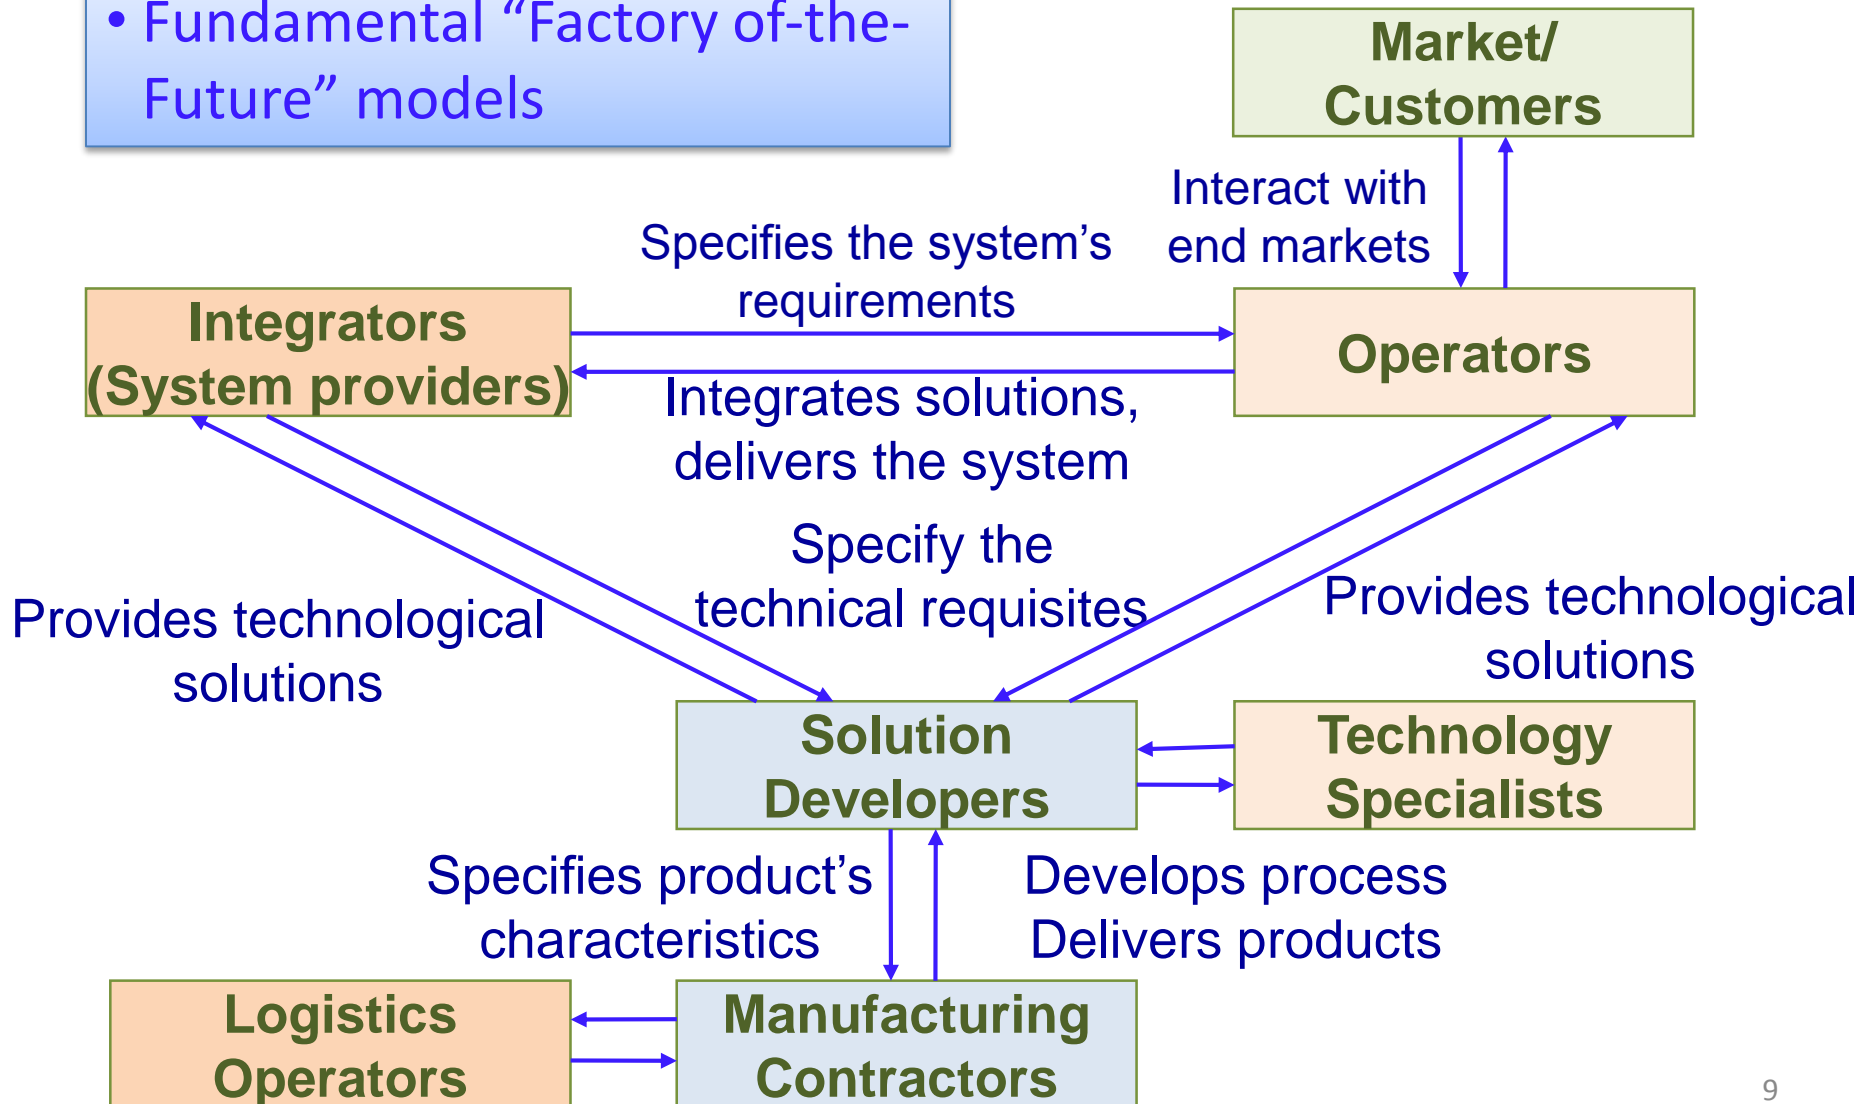 • Fundamental “Factory of-the-
Future” models
Market/
Customers
Interact with
end markets
Specifies the system’s
requirements
Integrators
(System providers)
Operators
Integrates solutions,
delivers the system
Specify the
technical requisites
Provides technological
solutions
Provides technological
solutions
Solution
Developers
Technology
Specialists
Specifies product’s
characteristics
Develops process
Delivers products
Logistics
Operators
Manufacturing
Contractors
9